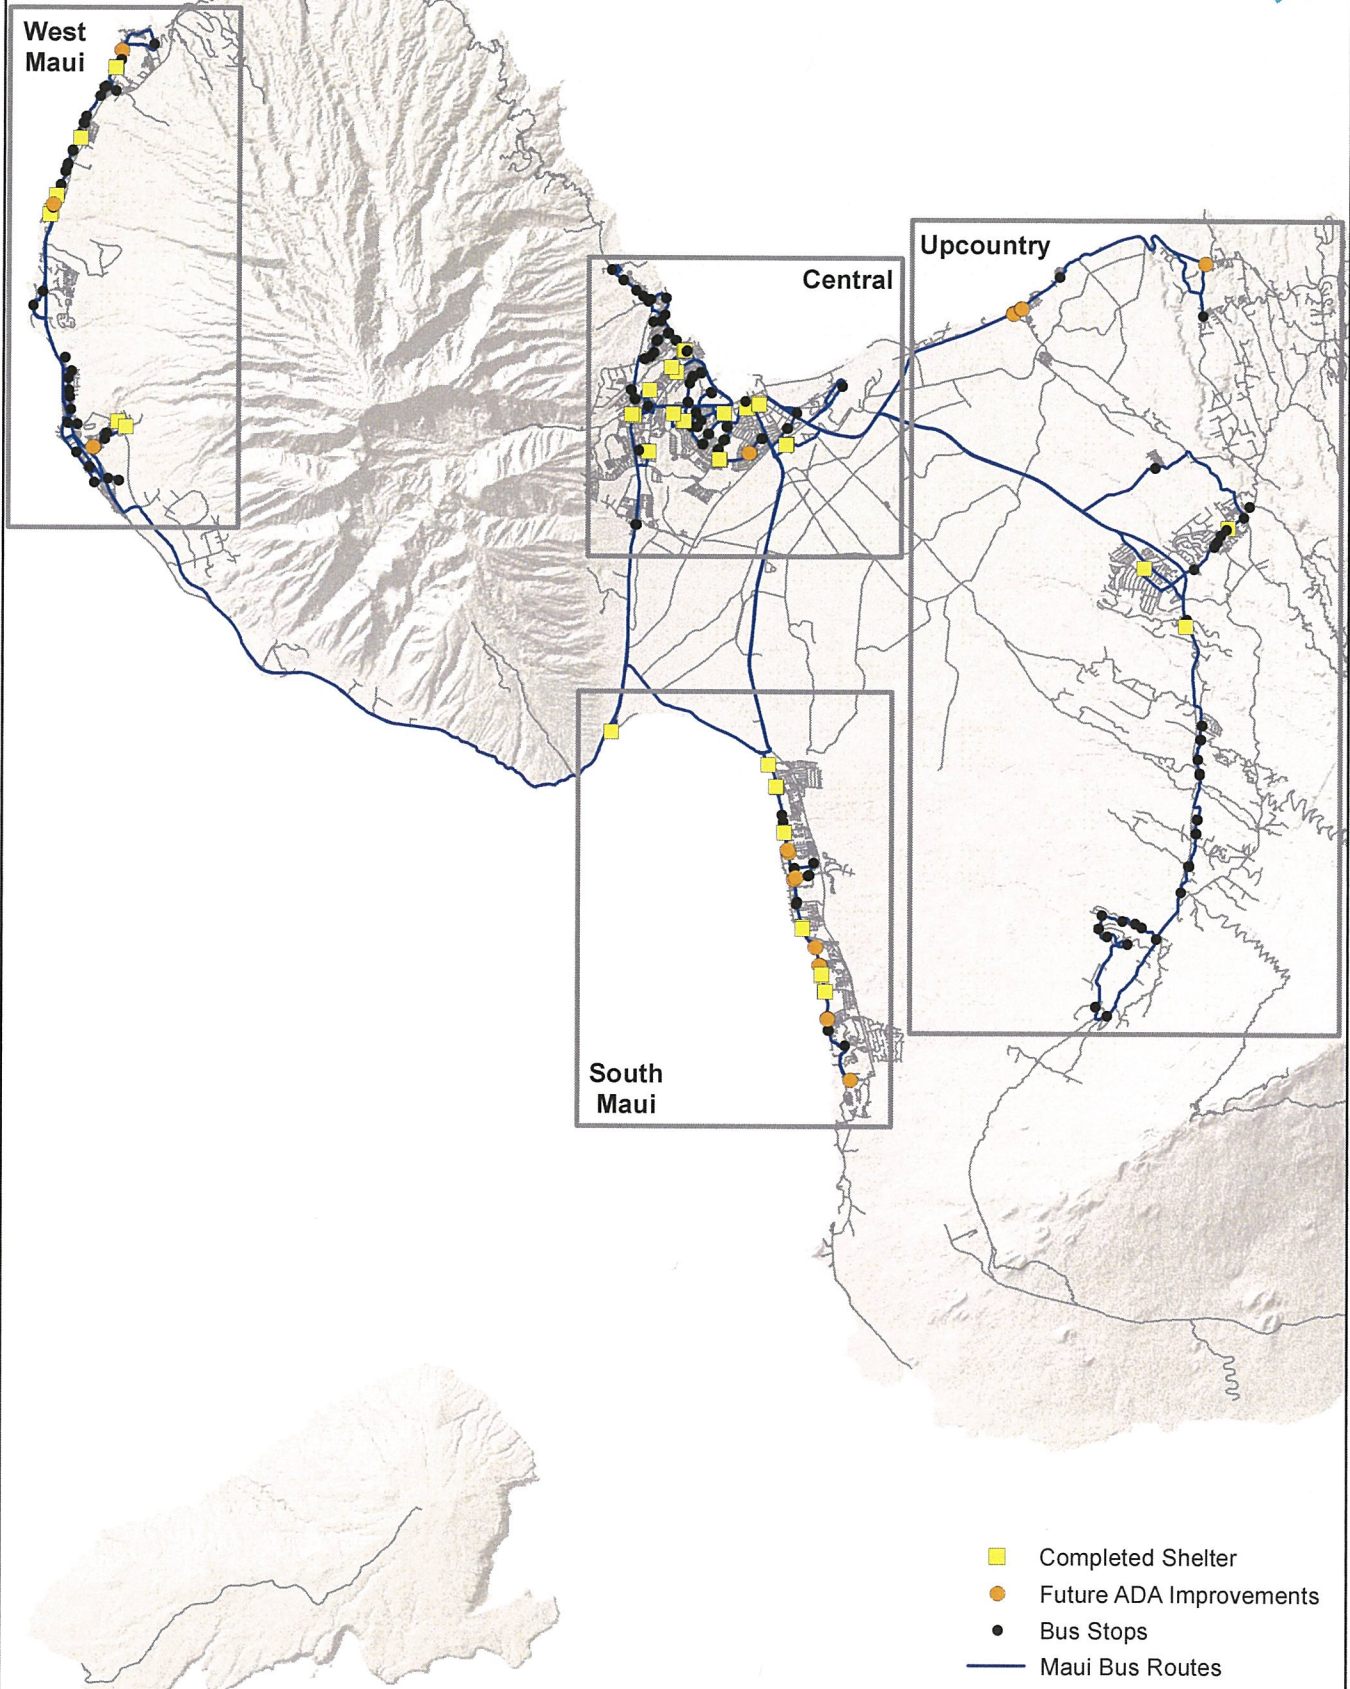 West
Maui
Upcountry
Central
South
Maui
Completed Shelter
Future ADA Improvements
Bus Stops
Maui Bus Routes